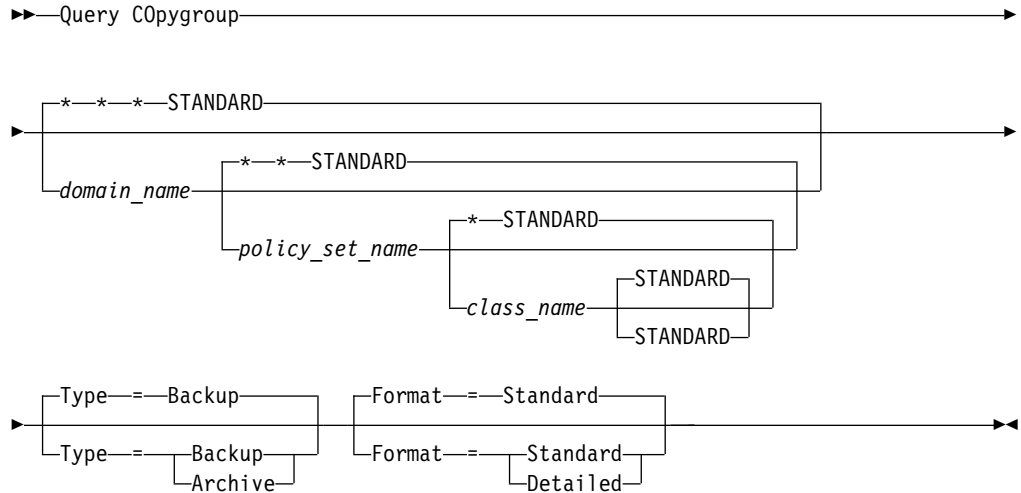 Query COpygroup
* * * STANDARD
* * STANDARD
domain_name
* STANDARD
policy_set_name
STANDARD
class_name
STANDARD
Type = Backup Format = Standard
Type = Backup Format = Standard
Archive Detailed